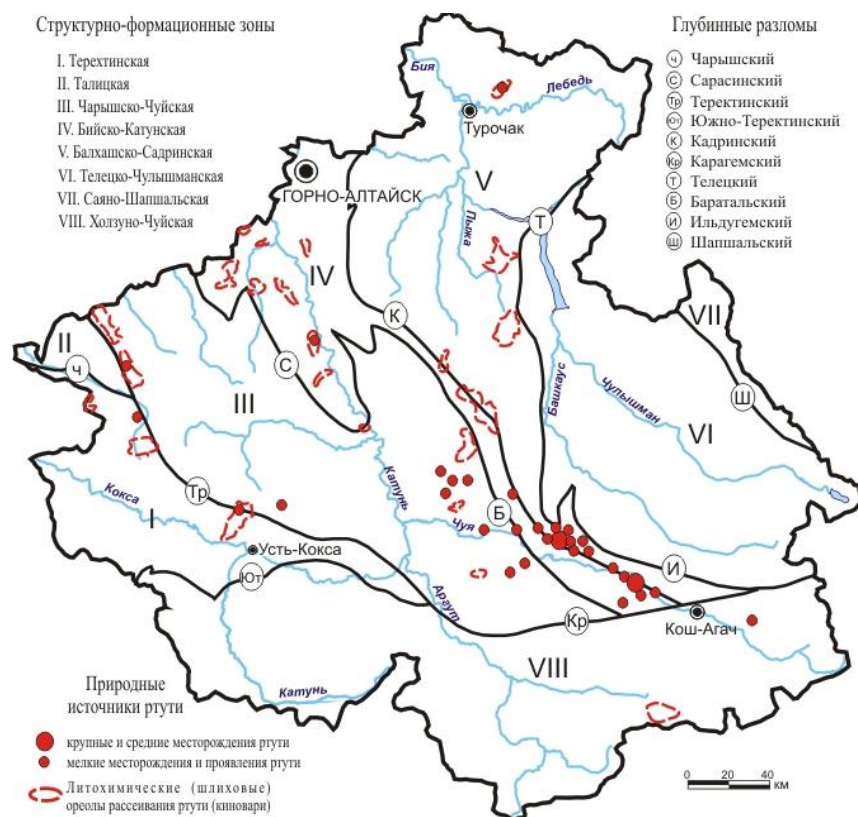 Структурно-формационные зоны
I. Терехтинская
II. Талицкая
III. Чарышско-Чуйская
IV. Бийско-Катунская
V. Балхашско-Садринская
VI. Телецко-Чулышманская
VII. Саяно-Шапшальская
VIII. Холзуно-Чуйская
Глубинные разломы
Ч Чарышский
С Сарасинский
Тр Теректинский
Ют Южно-Теректинский
К Кадринский
Кр Карагемский
Т Телецкий
Б Баратальский
И Ильдугемский
Ш Шапшальский
Бия
Лебедь
Турочак
V
ГОРНО-АЛТАЙСК
Пыжа
Т
IV
VII
К
II
Ч
С
Башкаус
Чулышман
Ш
III
VI
Кокса
Тр
Катунь
I
Б
Чуя
Усть-Кокса
Ют
И
Аргут
Кр
Кош-Агач
VIII
Катунь
Природные
источники ртути
крупные и средние месторождения ртути
мелкие месторождения и проявления ртути
Литохимические (шлиховые)
ореолы рассеивания ртути (киновари)
0 20 40
км